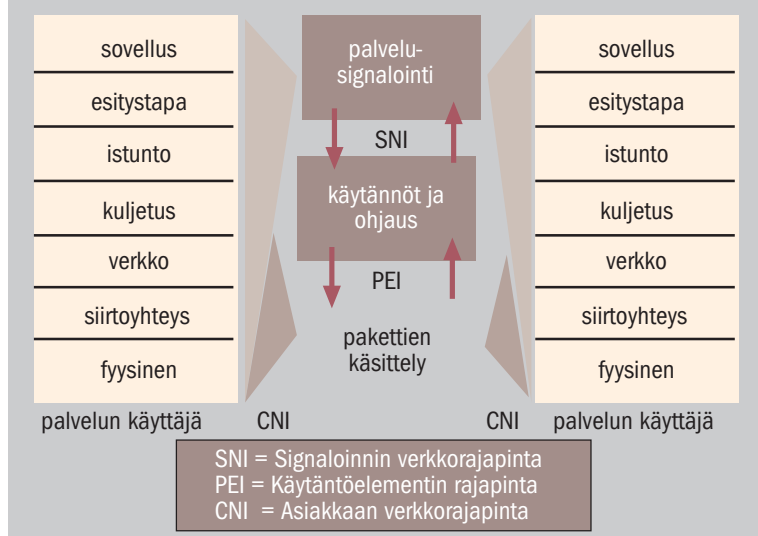 sovellus
esitystapa
istunto
kuljetus
verkko
siirtoyhteys
fyysinen
palvelun käyttäjä
CNI
palvelu-
signalointi
SNI
käytännöt ja
ohjaus
PEI
pakettien
käsittely
sovellus
esitystapa
istunto
kuljetus
verkko
siirtoyhteys
fyysinen
CNI
palvelun käyttäjä
SNI = Signaloinnin verkkorajapinta
PEI = Käytäntöelementin rajapinta
CNI = Asiakkaan verkkorajapinta